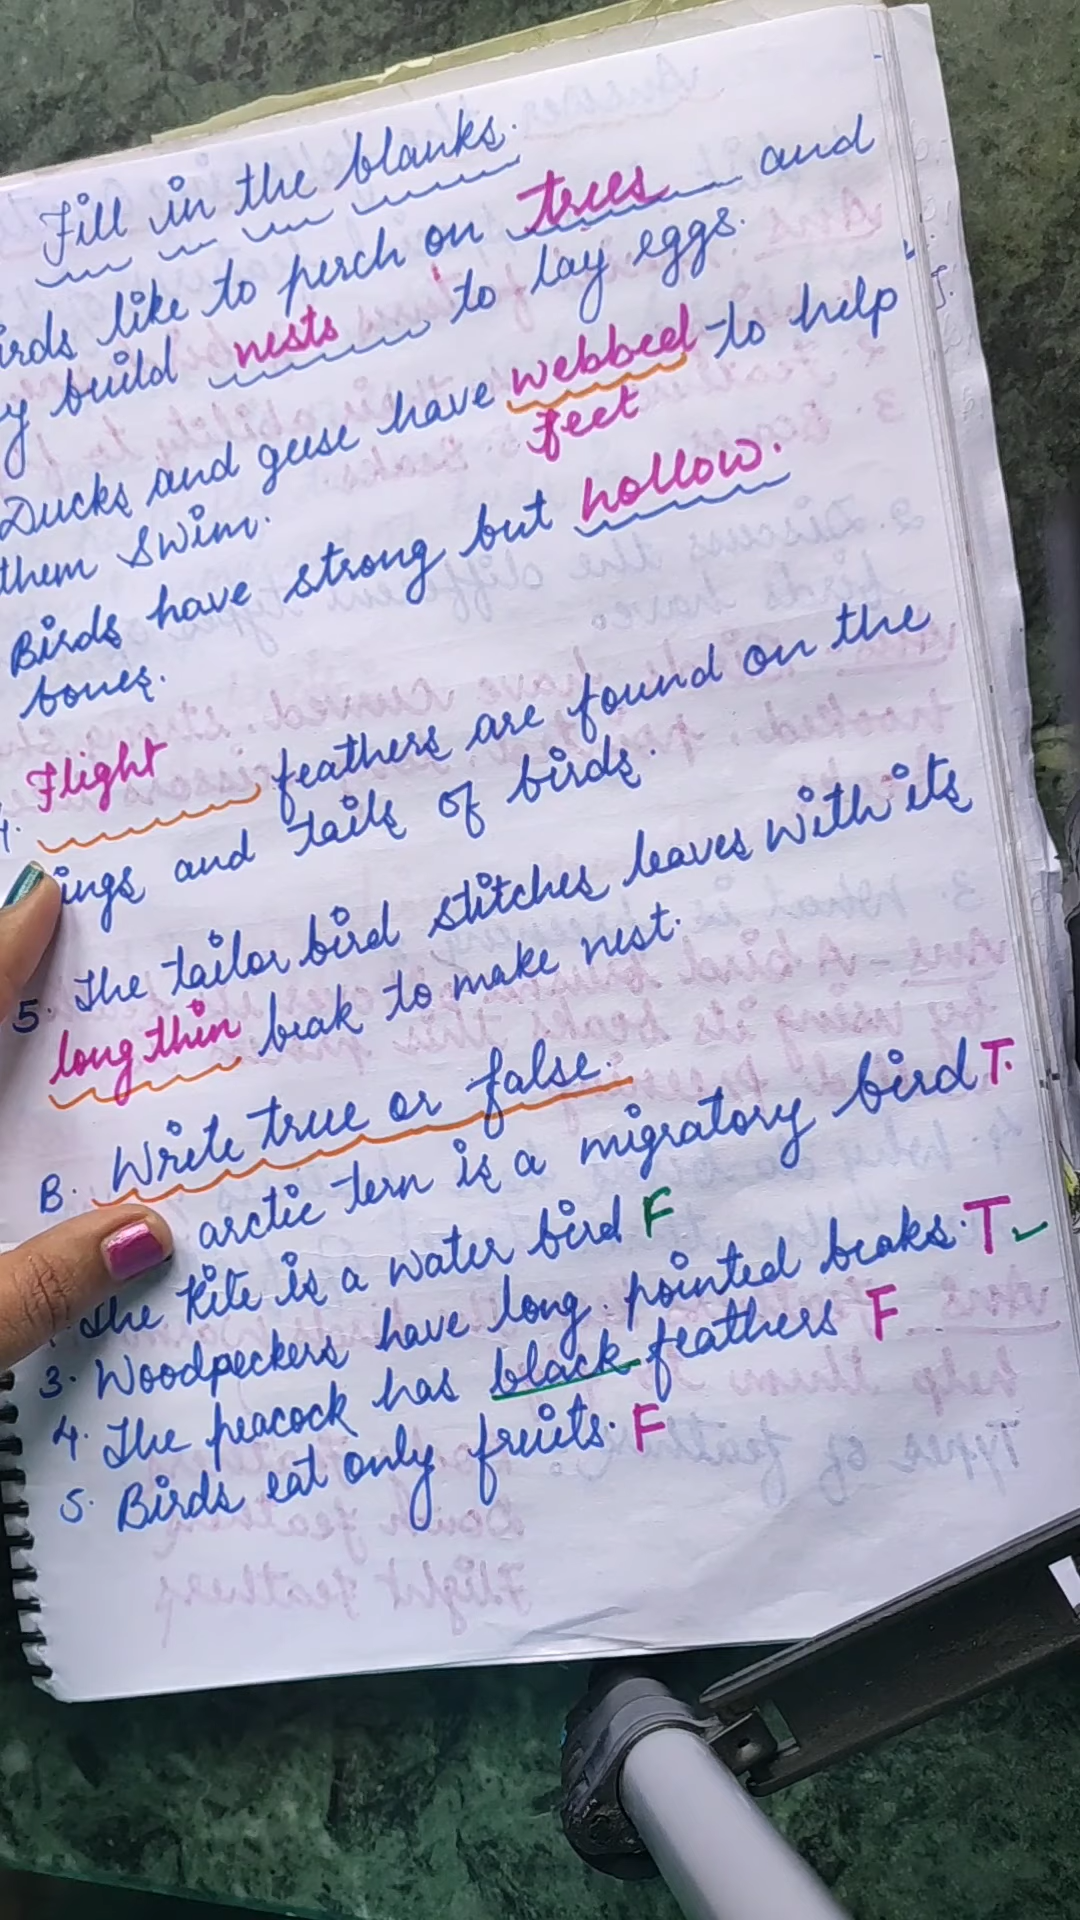 Fill in the blanks.
irds like to perch on trees and
y build nests to lay eggs.
Ducks and geese have webbed to help
feet
them swim.
Birds have strong but hollow.
bones.
4. Flight feathers are found on the
ings and tails of birds.
5. The tailor bird stitches leaves with its
long thin beak to make nest.
B. Write true or false.
arctic tern is a migratory bird T.
The kite is a water bird F
3. Woodpeckers have long pointed beaks. T
4. The peacock has black feathers F
5. Birds eat only fruits. F